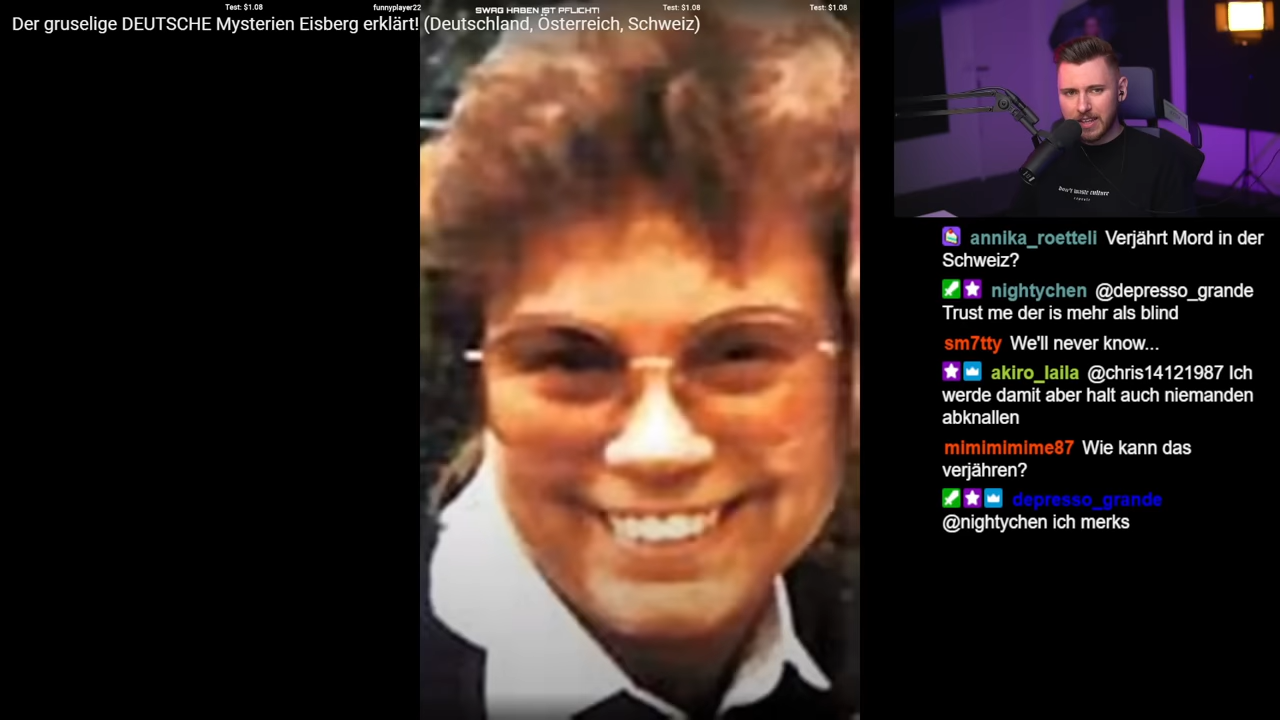 Test: $1.08
funnyplayer22
SWAG HABEN IST PFLICHT!
Test: $1.08
Test: $1.08
Der gruselige DEUTSCHE Mysterien Eisberg erklärt! (Deutschland, Österreich, Schweiz)
don't waste culture
annika_roetteli Verjährt Mord in der
Schweiz?
nightychen @depresso_grande
Trust me der is mehr als blind
sm7tty We'll never know...
akiro_laila @chris14121987 Ich
werde damit aber halt auch niemanden
abknallen
mimimimime87 Wie kann das
verjähren?
depresso_grande
@nightychen ich merks